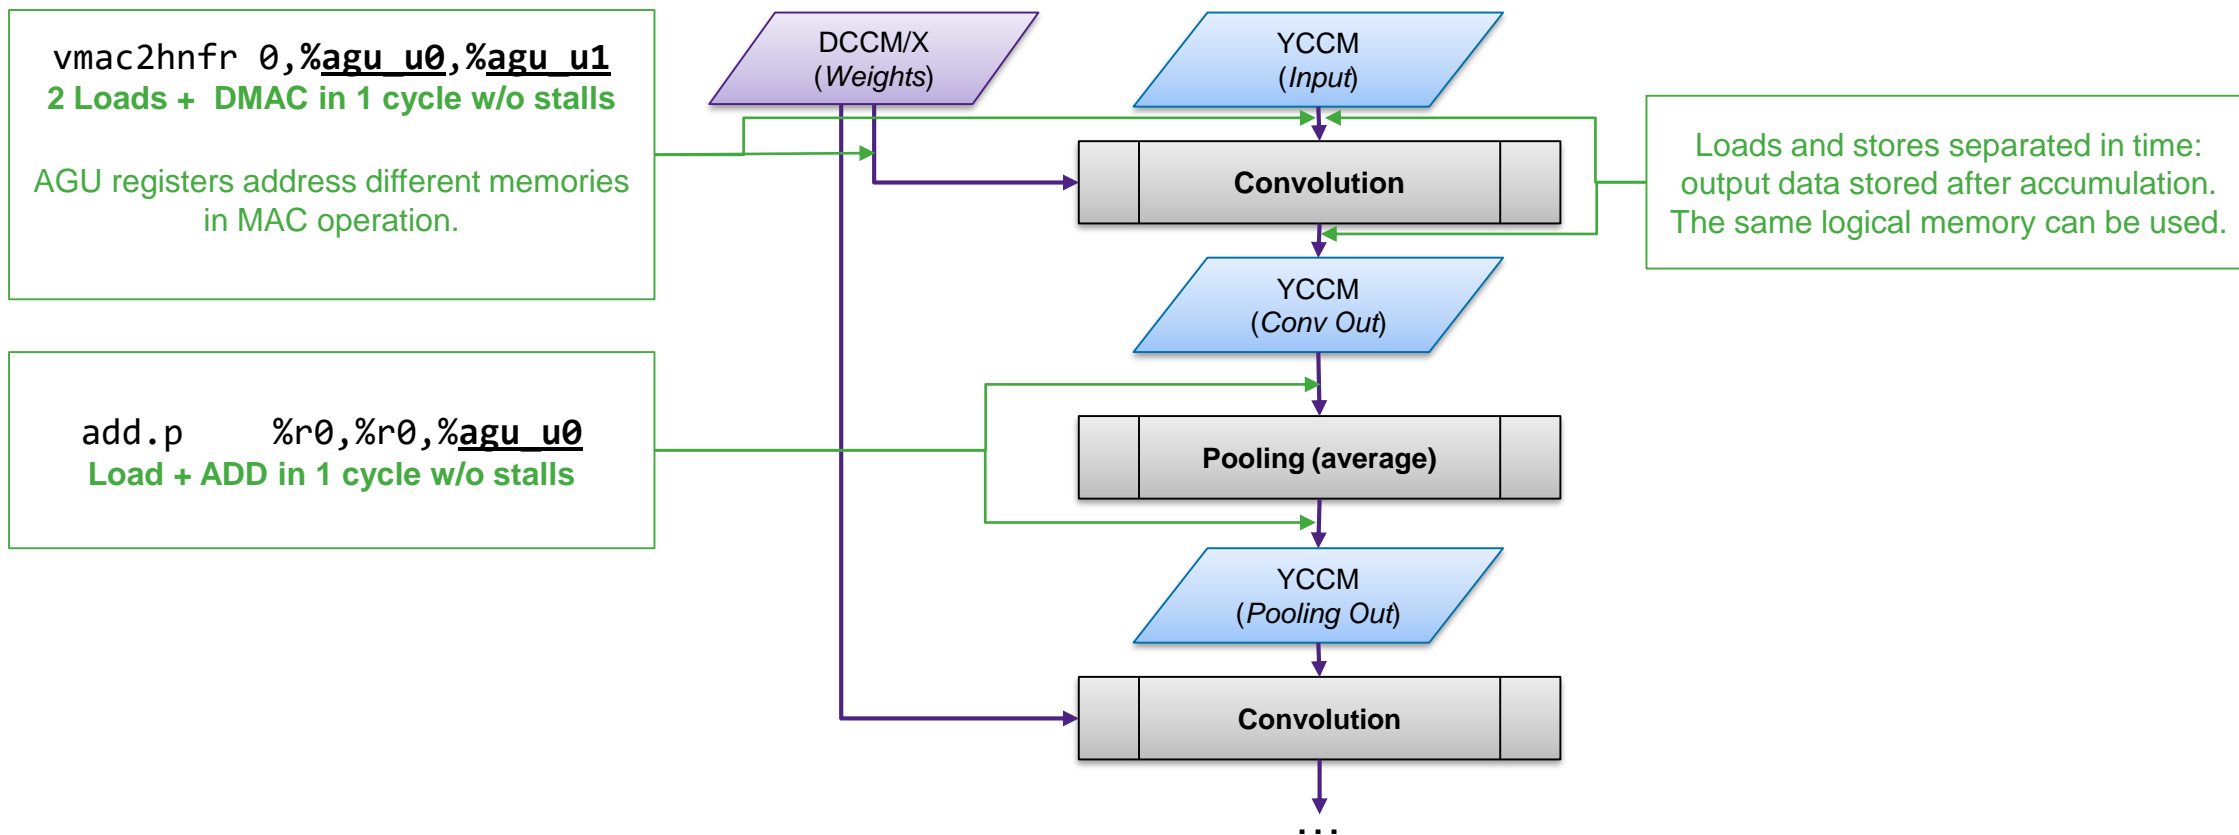 vmac2hnfr 0,%agu_u0,%agu_u1
2 Loads + DMAC in 1 cycle w/o stalls
AGU registers address different memories
in MAC operation.
DCCM/X
(Weights)
YCCM
(Input)
Convolution
Loads and stores separated in time:
output data stored after accumulation.
The same logical memory can be used.
YCCM
(Conv Out)
add.p %r0,%r0,%agu_u0
Load + ADD in 1 cycle w/o stalls
Pooling (average)
YCCM
(Pooling Out)
Convolution
...